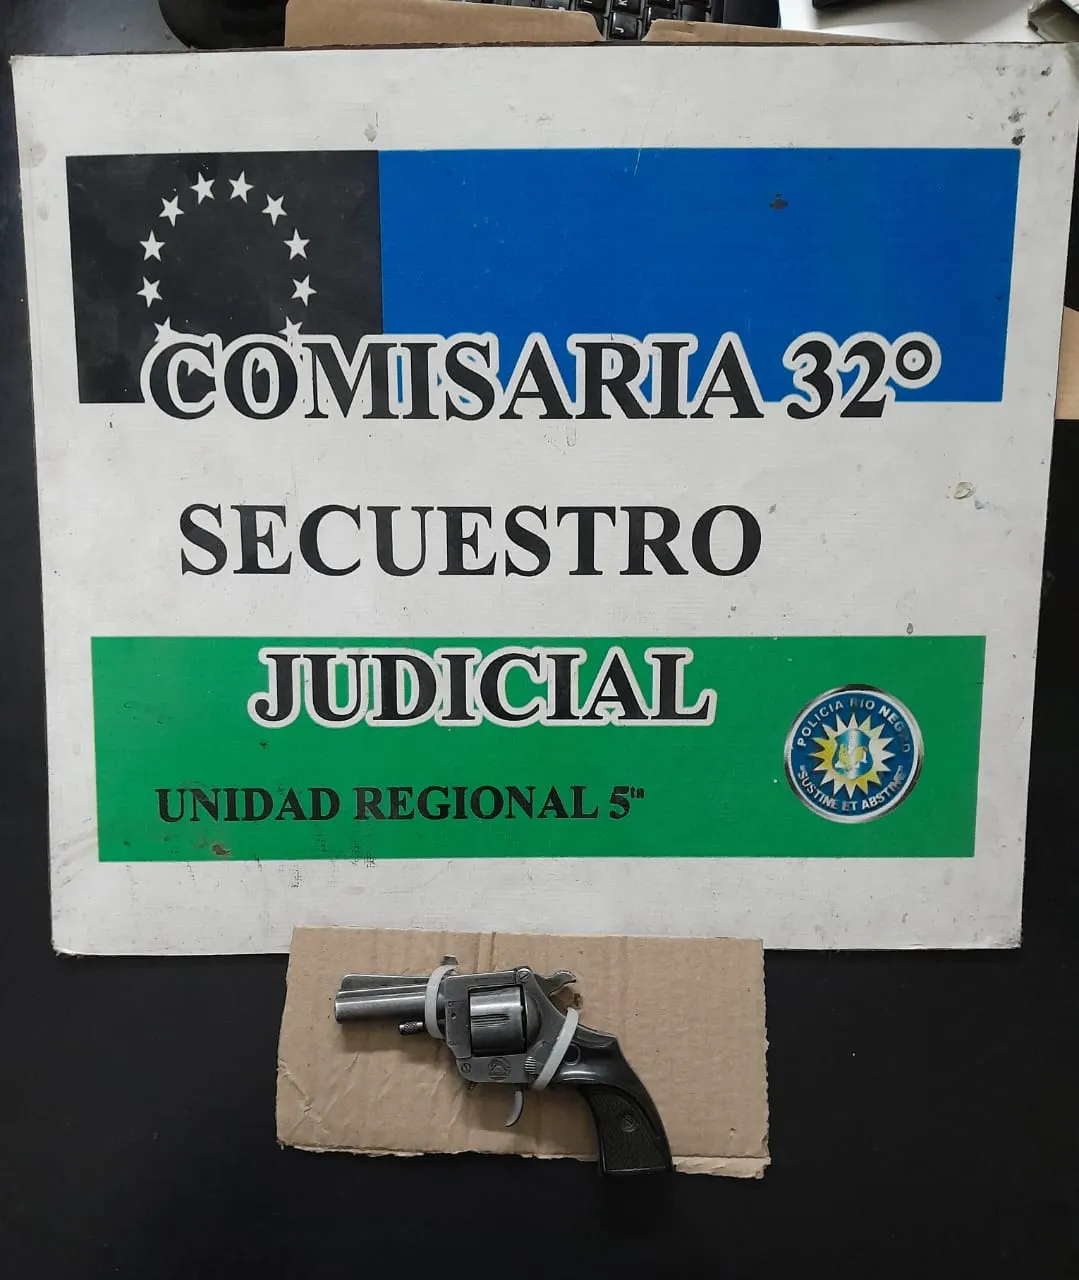 COMISARIA 32°
SECUESTRO
JUDICIAL
UNIDAD REGIONAL 5ta
POLICIA RIO NEGRO
"SUSTINE ET ABSTINE"